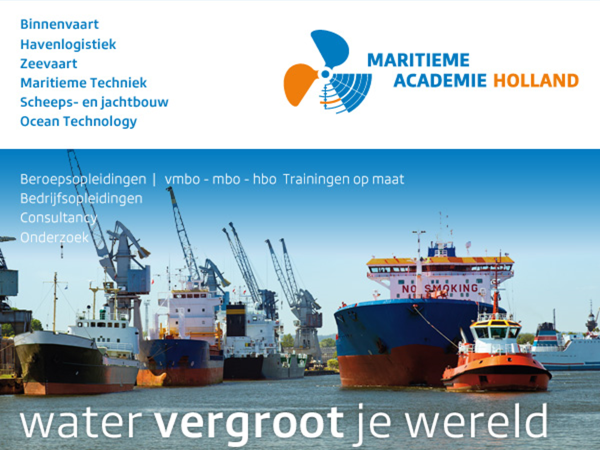 Binnenvaart
Havenlogistiek
Zeevaart
Maritieme Techniek
Scheeps- en jachtbouw
Ocean Technology
MARITIEME
ACADEMIE HOLLAND
Beroepsopleidingen | vmbo - mbo - hbo Trainingen op maat
Bedrijfsopleidingen
Consultancy
Onderzoek
NO SMOKING
water vergroot je wereld